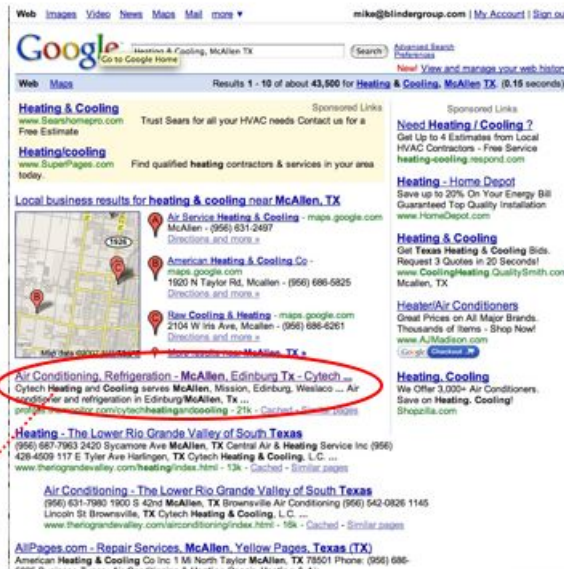 Web Images Video News Maps Mail more ▼
mike@blindergroup.com | My Account | Sign ou
Google
Heating & Cooling, McAllen TX
Search
Advanced Search
Preferences
Go to Google Home
New! View and manage your web history
Web Maps
Results 1 - 10 of about 43,500 for Heating & Cooling, McAllen TX. (0.15 seconds)
Heating & Cooling
Sponsored Links
www.Searshomepro.com Trust Sears for all your HVAC needs Contact us for a
Free Estimate
Heating/cooling
www.SuperPages.com Find qualified heating contractors & services in your area
today.
Local business results for heating & cooling near McAllen, TX
1926
A
B
C
Air Service Heating & Cooling - maps.google.com
McAllen - (956) 631-2497
Directions and more »
American Heating & Cooling Co -
maps.google.com
1920 N Taylor Rd, Mcallen - (956) 686-5825
Directions and more »
Raw Cooling & Heating - maps.google.com
2104 W Iris Ave, Mcallen - (956) 686-6261
Directions and more »
More results near McAllen, TX »
Air Conditioning, Refrigeration - McAllen, Edinburg Tx - Cytech ...
Cytech Heating and Cooling serves McAllen, Mission, Edinburg, Weslaco ... Air
conditioner and refrigeration in Edinburg/McAllen, Tx ...
cytechheatingandcooling - 21k - Cached - Similar pages
Heating - The Lower Rio Grande Valley of South Texas
(956) 667-7963 2420 Sycamore Ave McAllen, TX Central Air & Heating Service Inc (956)
428-4509 117 E Tyler Ave Harlingen, TX Cytech Heating & Cooling, L.C. ...
www.theriograndevalley.com/heating/index.html - 13k - Cached - Similar pages
Air Conditioning - The Lower Rio Grande Valley of South Texas
(956) 631-7980 1900 S 42nd McAllen, TX Brownsville Air Conditioning (956) 542-0826 1145
Lincoln St Brownsville, TX Cytech Heating & Cooling, L.C. ...
www.theriograndevalley.com/airconditioning/index.html - 16k - Cached - Similar pages
AllPages.com - Repair Services, McAllen, Yellow Pages, Texas (TX)
American Heating & Cooling Co Inc 1 Mi North Taylor McAllen, TX 78501 Phone: (956) 686-
Sponsored Links
Need Heating / Cooling ?
Get Up to 4 Estimates from Local
HVAC Contractors - Free Service
heating-cooling.respond.com
Heating - Home Depot
Save up to 20% On Your Energy Bill
Guaranteed Top Quality Installation
www.HomeDepot.com
Heating & Cooling
Get Texas Heating & Cooling Bids.
Request 3 Quotes in 20 Seconds!
www.CoolingHeating.QualitySmith.com
Mcallen, TX
Heater/Air Conditioners
Great Prices on All Major Brands.
Thousands of Items - Shop Now!
www.AJMadison.com
Google Checkout
Heating, Cooling
We Offer 3,000+ Air Conditioners.
Save on Heating, Cooling!
Shopzilla.com